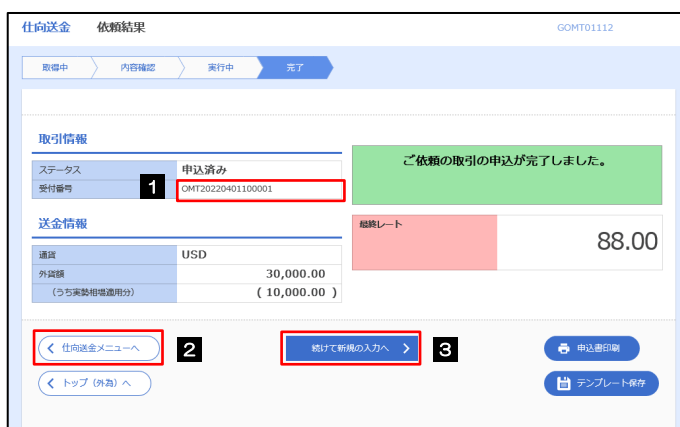 仕向送金 依頼結果 GOMT01112
取得中 内容確認 実行中 完了
取引情報
ステータス 申込済み
受付番号 1 OMT20220401100001
ご依頼の取引の申込が完了しました。
送金情報
通貨 USD
外貨額 30,000.00
（うち実勢相場適用分） ( 10,000.00 )
最終レート 88.00
仕向送金メニューへ 2 続けて新規の入力へ 3 申込書印刷
トップ（外為）へ テンプレート保存